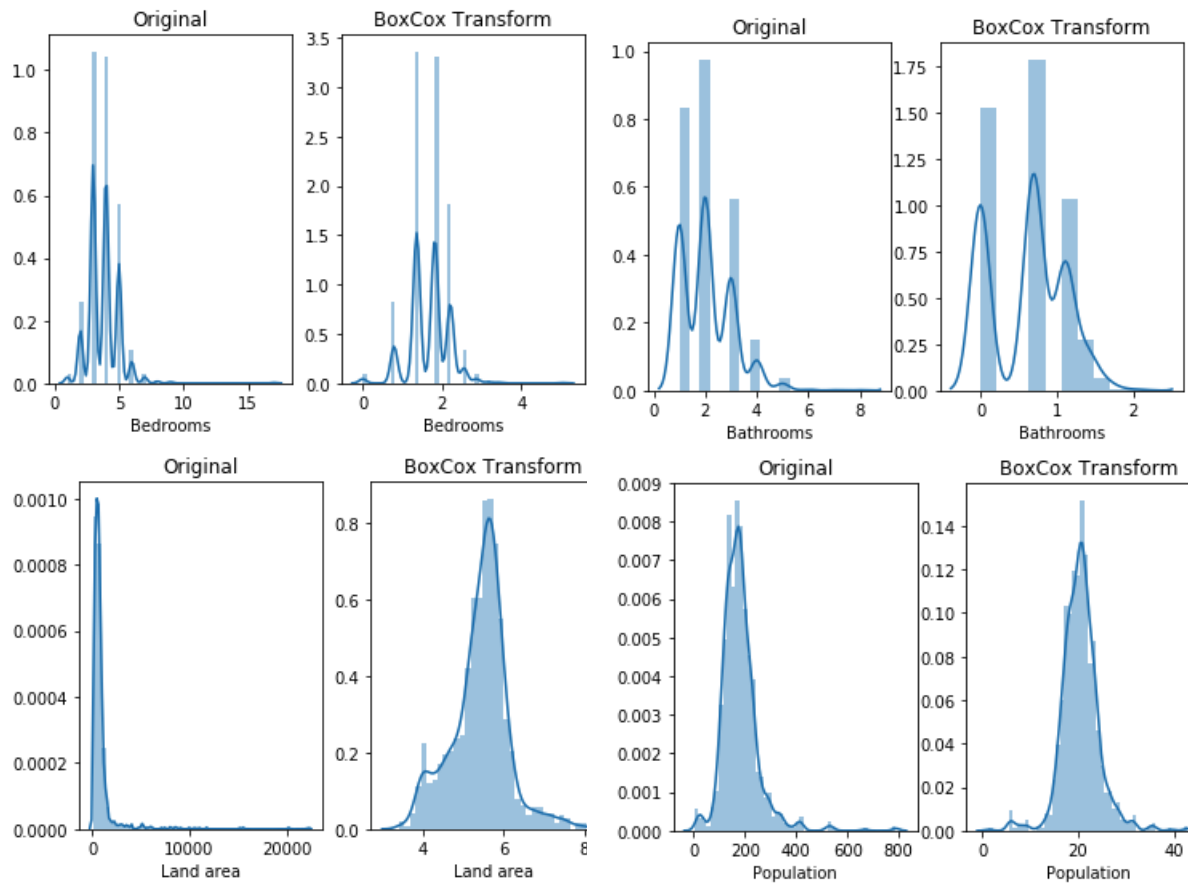 Original
BoxCox Transform
1.0
0.8
0.6
0.4
0.2
0.0
0 5 10 15
Bedrooms
3.5
3.0
2.5
2.0
1.5
1.0
0.5
0.0
0 2 4
Bedrooms
Original
BoxCox Transform
1.0
0.8
0.6
0.4
0.2
0.0
0 2 4 6 8
Bathrooms
1.75
1.50
1.25
1.00
0.75
0.50
0.25
0.00
0 1 2
Bathrooms
Original
BoxCox Transform
0.0010
0.0008
0.0006
0.0004
0.0002
0.0000
0 10000 20000
Land area
0.8
0.6
0.4
0.2
0.0
4 6 8
Land area
Original
BoxCox Transform
0.009
0.008
0.007
0.006
0.005
0.004
0.003
0.002
0.001
0.000
0 200 400 600 800
Population
0.14
0.12
0.10
0.08
0.06
0.04
0.02
0.00
0 20 40
Population